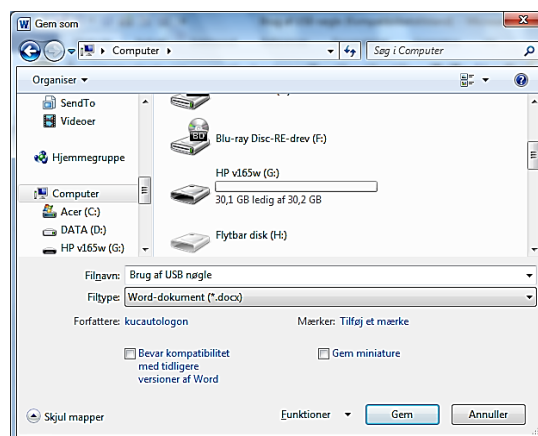 Gem som
Computer
Søg i Computer
Organiser
SendTo
Videoer
Hjemmegruppe
Computer
Acer (C:)
DATA (D:)
HP v165w (G:)
Blu-ray Disc-RE-drev (F:)
HP v165w (G:)
30,1 GB ledig af 30,2 GB
Flytbar disk (H:)
Filnavn: Brug af USB nøgle
Filtype: Word-dokument (*.docx)
Forfattere: kucautologon Mærker: Tilføj et mærke
Bevar kompatibilitet
med tidligere
versioner af Word
Gem miniature
Skjul mapper Funktioner Gem Annuller